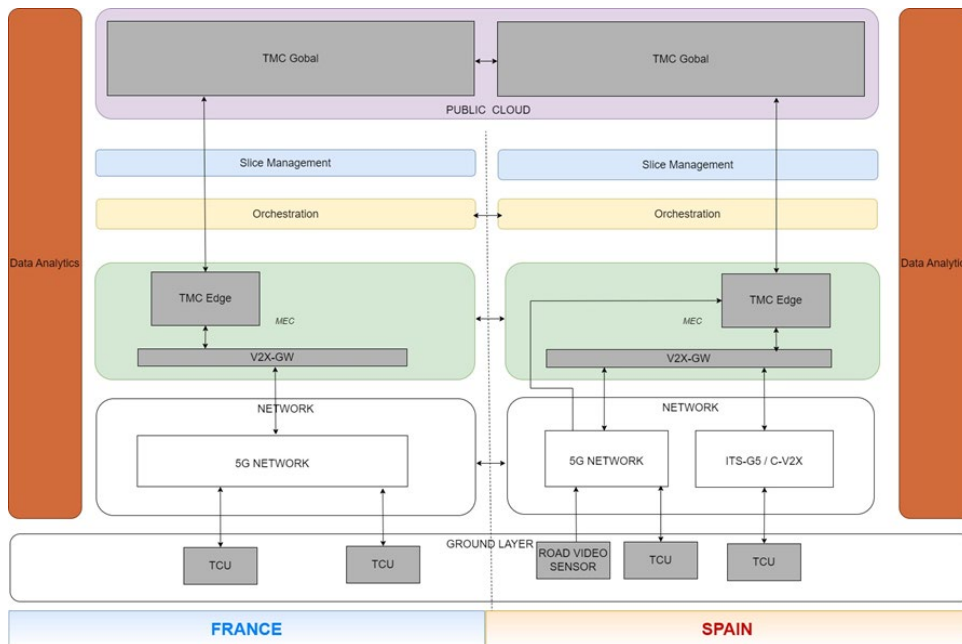 TMC Gobal
TMC Gobal
PUBLIC CLOUD
Slice Management
Slice Management
Orchestration
Orchestration
Data Analytics
Data Analytic
TMC Edge
MEC
V2X-GW
TMC Edge
MEC
V2X-GW
NETWORK
5G NETWORK
NETWORK
5G NETWORK
ITS-G5 / C-V2X
GROUND LAYER
TCU
TCU
ROAD VIDEO
SENSOR
TCU
TCU
FRANCE
SPAIN